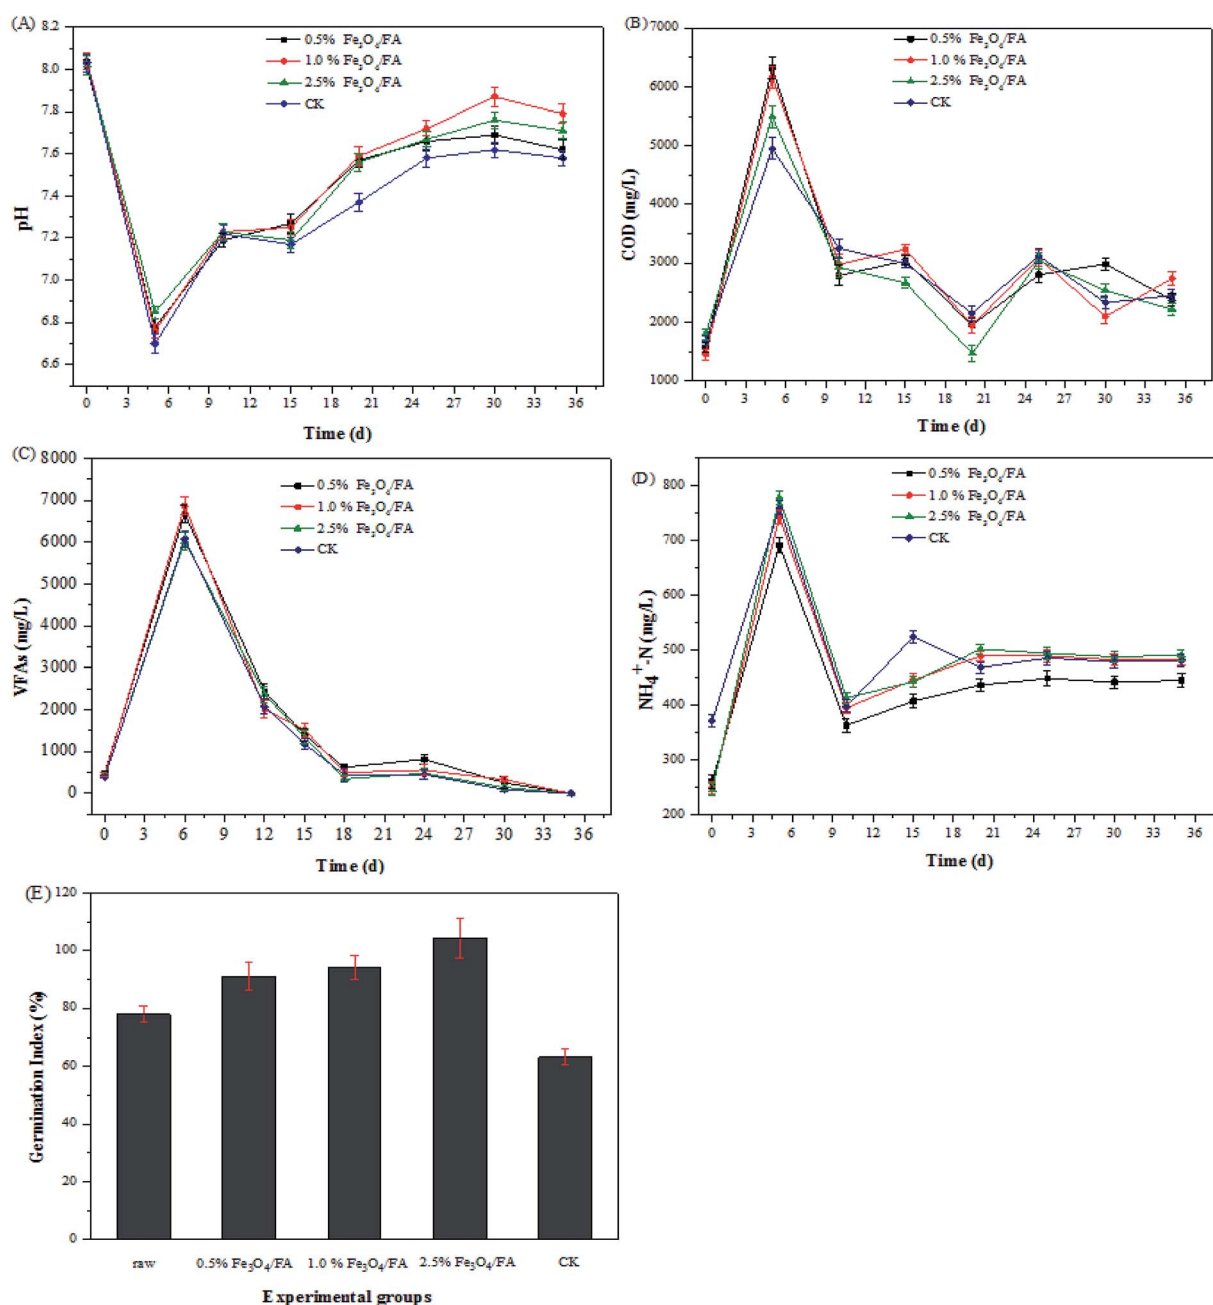 (A)
8.2
8.0
7.8
7.6
7.4
7.2
7.0
6.8
6.6
pH
0.5% Fe₃O₄/FA
1.0 % Fe₃O₄/FA
2.5% Fe₃O₄/FA
CK
0 3 6 9 12 15 18 21 24 27 30 33 36
Time (d)
(B)
7000
6000
5000
4000
3000
2000
1000
COD (mg/L)
0.5% Fe₃O₄/FA
1.0 % Fe₃O₄/FA
2.5% Fe₃O₄/FA
CK
0 3 6 9 12 15 18 21 24 27 30 33 36
Time (d)
(C)
8000
7000
6000
5000
4000
3000
2000
1000
0
VFAs (mg/L)
0.5% Fe₃O₄/FA
1.0 % Fe₃O₄/FA
2.5% Fe₃O₄/FA
CK
0 3 6 9 12 15 18 21 24 27 30 33 36
Time (d)
(D)
800
700
600
500
400
300
200
NH₄⁺-N (mg/L)
0.5% Fe₃O₄/FA
1.0 % Fe₃O₄/FA
2.5% Fe₃O₄/FA
CK
0 3 6 9 12 15 18 21 24 27 30 33 36
Time (d)
(E)
120
100
80
60
40
20
0
Germination Index (%)
raw 0.5% Fe₃O₄/FA 1.0 % Fe₃O₄/FA 2.5% Fe₃O₄/FA CK
Experimental groups